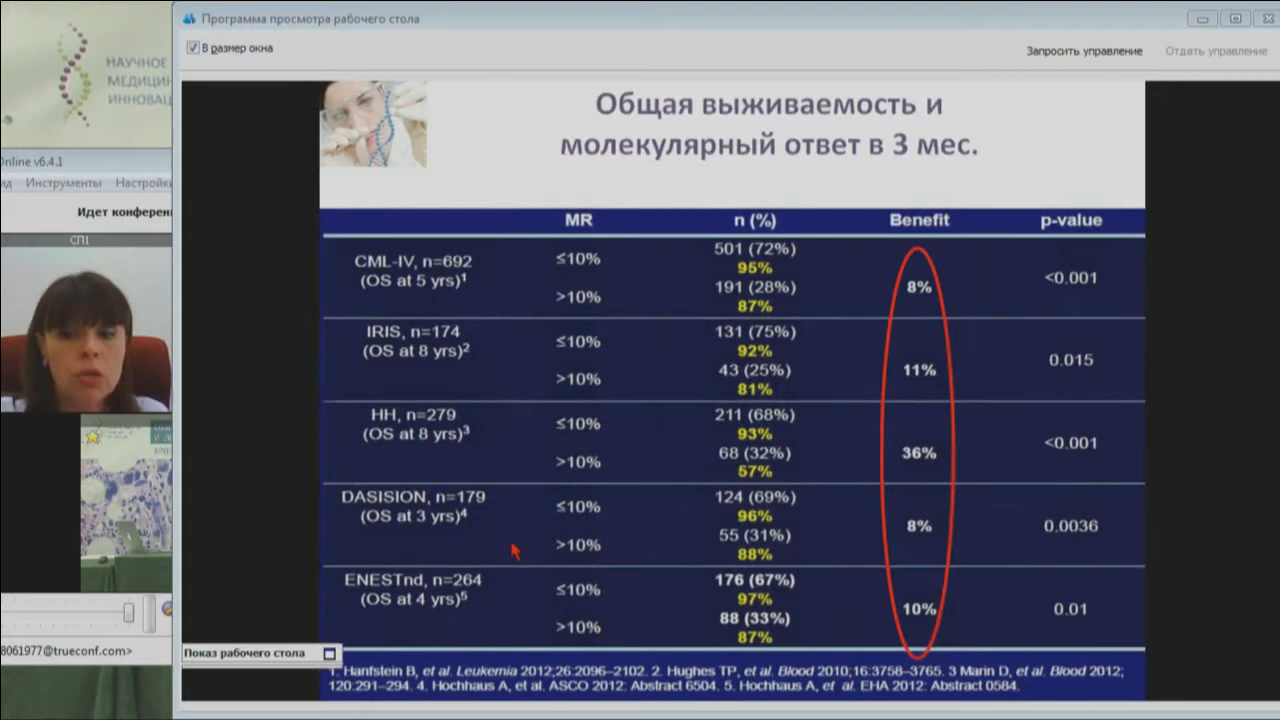 Программа просмотра рабочего стола
В размер окна
Запросить управление
Отдать управление
НАУЧНОЕ
Online v6.4.1
Инструменты
Настройки
СП1
Общая выживаемость и
молекулярный ответ в 3 мес.
MR n (%) Benefit p-value
CML-IV, n=692
(OS at 5 yrs)1
≤10%
501 (72%)
95%
>10%
191 (28%)
87%
8%
<0.001
IRIS, n=174
(OS at 8 yrs)2
≤10%
131 (75%)
92%
>10%
43 (25%)
81%
11%
0.015
HH, n=279
(OS at 8 yrs)3
≤10%
211 (68%)
93%
>10%
68 (32%)
57%
36%
<0.001
DASISION, n=179
(OS at 3 yrs)4
≤10%
124 (69%)
96%
>10%
55 (31%)
88%
8%
0.0036
ENESTnd, n=264
(OS at 4 yrs)5
≤10%
176 (67%)
97%
>10%
88 (33%)
87%
10%
0.01
8061977@trueconf.com>
Показ рабочего стола
1. Hanfstein B, et al. Leukemia 2012;26:2096–2102. 2. Hughes TP, et al. Blood 2010;16:3758–3765. 3 Marin D, et al. Blood 2012;
120:291–294. 4. Hochhaus A, et al. ASCO 2012: Abstract 6504. 5. Hochhaus A, et al. EHA 2012: Abstract 0584.